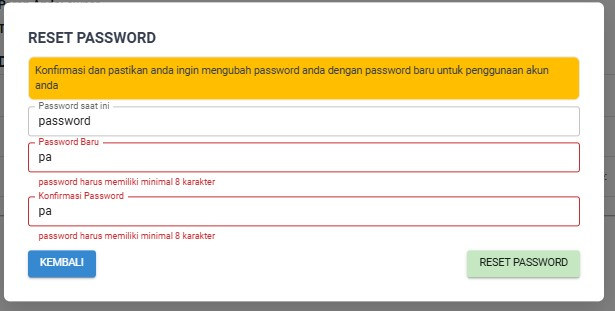 RESET PASSWORD
Konfirmasi dan pastikan anda ingin mengubah password anda dengan password baru untuk penggunaan akun
anda
Password saat ini
password
Password Baru
pa
password harus memiliki minimal 8 karakter
Konfirmasi Password
pa
password harus memiliki minimal 8 karakter
KEMBALI
RESET PASSWORD